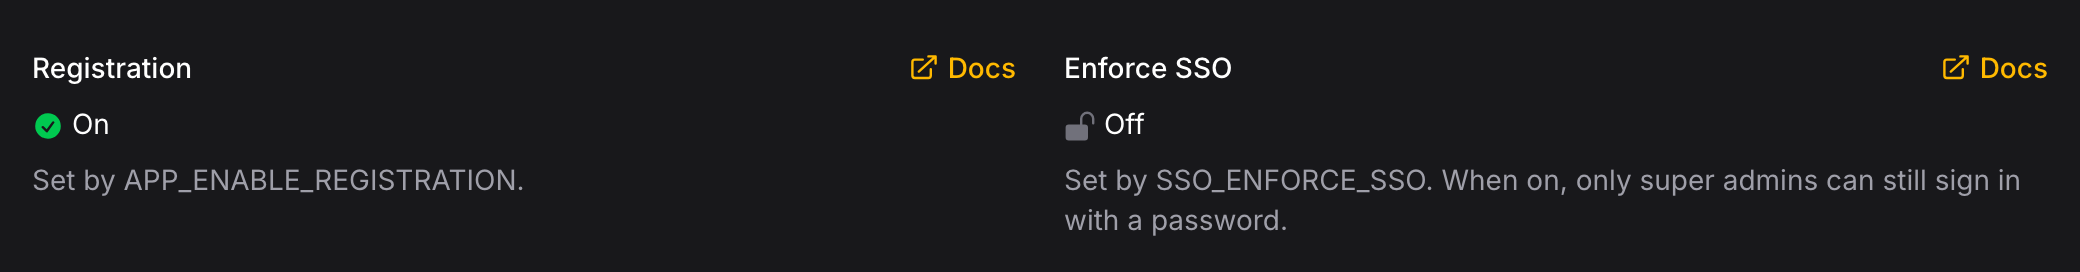 Registration
Docs
On
Set by APP_ENABLE_REGISTRATION.
Enforce SSO
Docs
Off
Set by SSO_ENFORCE_SSO. When on, only super admins can still sign in
with a password.